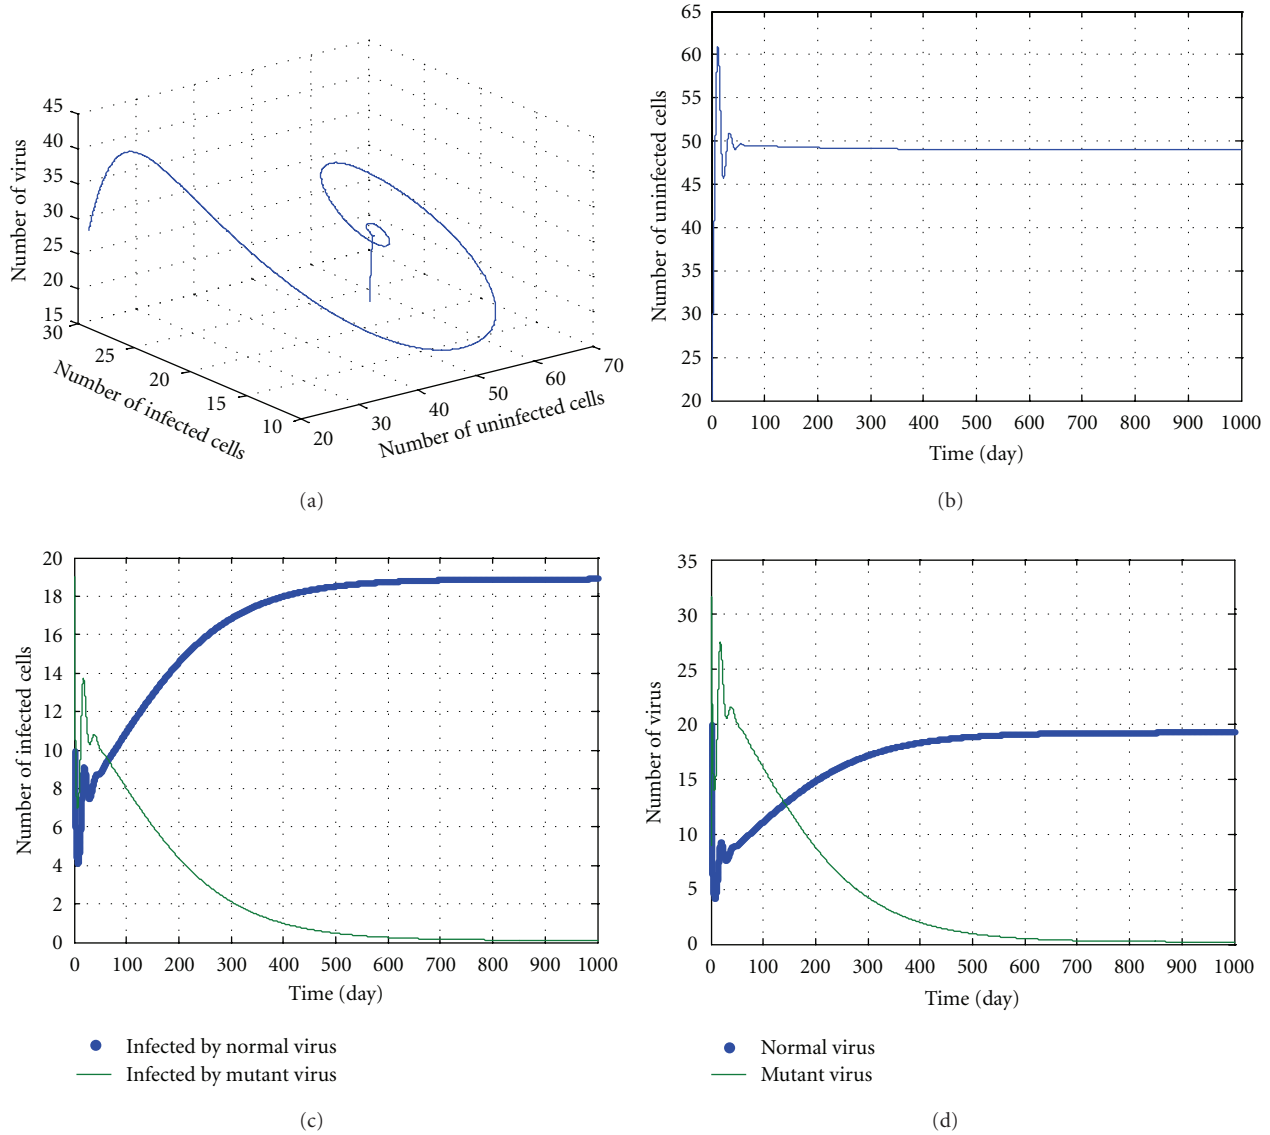 45
40
35
30
25
20
15
Number of virus
30
25
20
15
10
Number of infected cells
20
30
40
50
60
70
Number of uninfected cells
(a)
65
60
55
50
45
40
35
30
25
20
Number of uninfected cells
0 100 200 300 400 500 600 700 800 900 1000
Time (day)
(b)
20
18
16
14
12
10
8
6
4
2
0
Number of infected cells
0 100 200 300 400 500 600 700 800 900 1000
Time (day)
Infected by normal virus
Infected by mutant virus
(c)
35
30
25
20
15
10
5
0
Number of virus
0 100 200 300 400 500 600 700 800 900 1000
Time (day)
Normal virus
Mutant virus
(d)